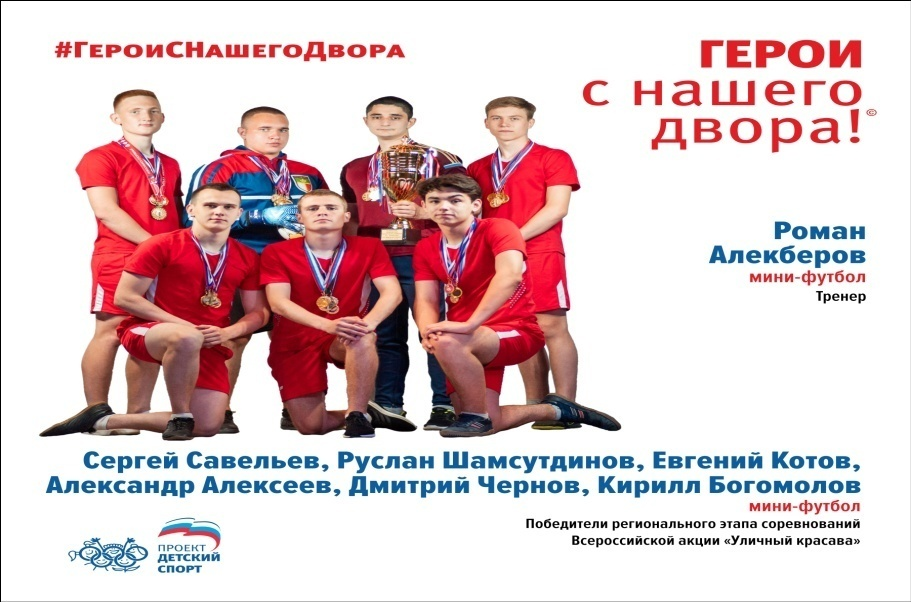 #ГероиСНашегоДвора
ГЕРОИ
с нашего
двора!©
Роман
Алекберов
мини-футбол
Тренер
Сергей Савельев, Руслан Шамсутдинов, Евгений Котов,
Александр Алексеев, Дмитрий Чернов, Кирилл Богомолов
мини-футбол
Победители регионального этапа соревнований
Всероссийской акции «Уличный красава»
ПРОЕКТ
ДЕТСКИЙ
СПОРТ